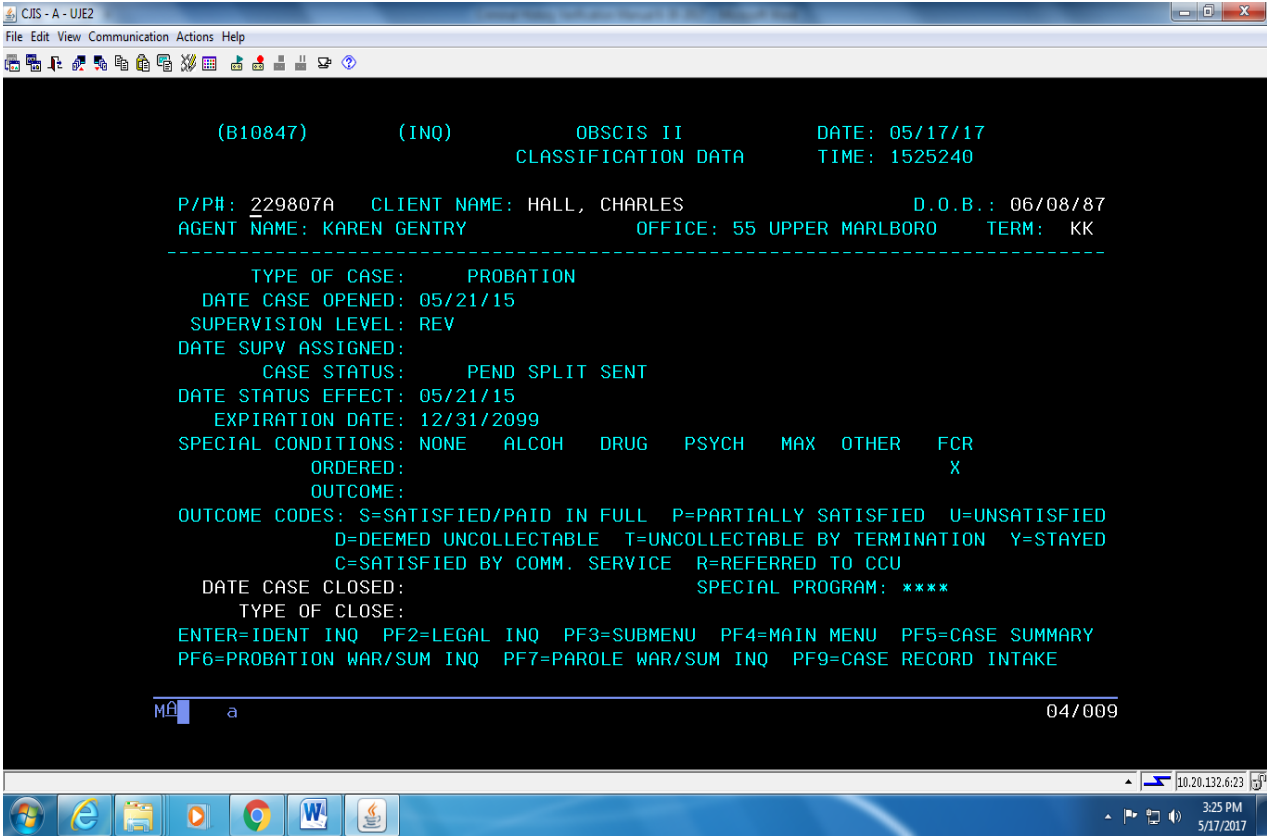 CJIS - A - UJE2
File Edit View Communication Actions Help
(B10847) (INQ) OBSCIS II DATE: 05/17/17
CLASSIFICATION DATA TIME: 1525240
P/P#: 229807A CLIENT NAME: HALL, CHARLES D.O.B.: 06/08/87
AGENT NAME: KAREN GENTRY OFFICE: 55 UPPER MARLBORO TERM: KK
--------------------------------------------------------------------------------
TYPE OF CASE: PROBATION
DATE CASE OPENED: 05/21/15
SUPERVISION LEVEL: REV
DATE SUPV ASSIGNED:
CASE STATUS: PEND SPLIT SENT
DATE STATUS EFFECT: 05/21/15
EXPIRATION DATE: 12/31/2099
SPECIAL CONDITIONS: NONE ALCOH DRUG PSYCH MAX OTHER FCR
ORDERED: X
OUTCOME:
OUTCOME CODES: S=SATISFIED/PAID IN FULL P=PARTIALLY SATISFIED U=UNSATISFIED
D=DEEMED UNCOLLECTABLE T=UNCOLLECTABLE BY TERMINATION Y=STAYED
C=SATISFIED BY COMM. SERVICE R=REFERRED TO CCU
DATE CASE CLOSED: SPECIAL PROGRAM: ****
TYPE OF CLOSE:
ENTER=IDENT INQ PF2=LEGAL INQ PF3=SUBMENU PF4=MAIN MENU PF5=CASE SUMMARY
PF6=PROBATION WAR/SUM INQ PF7=PAROLE WAR/SUM INQ PF9=CASE RECORD INTAKE
MA a 04/009
10.20.132.6:23
3:25 PM
5/17/2017